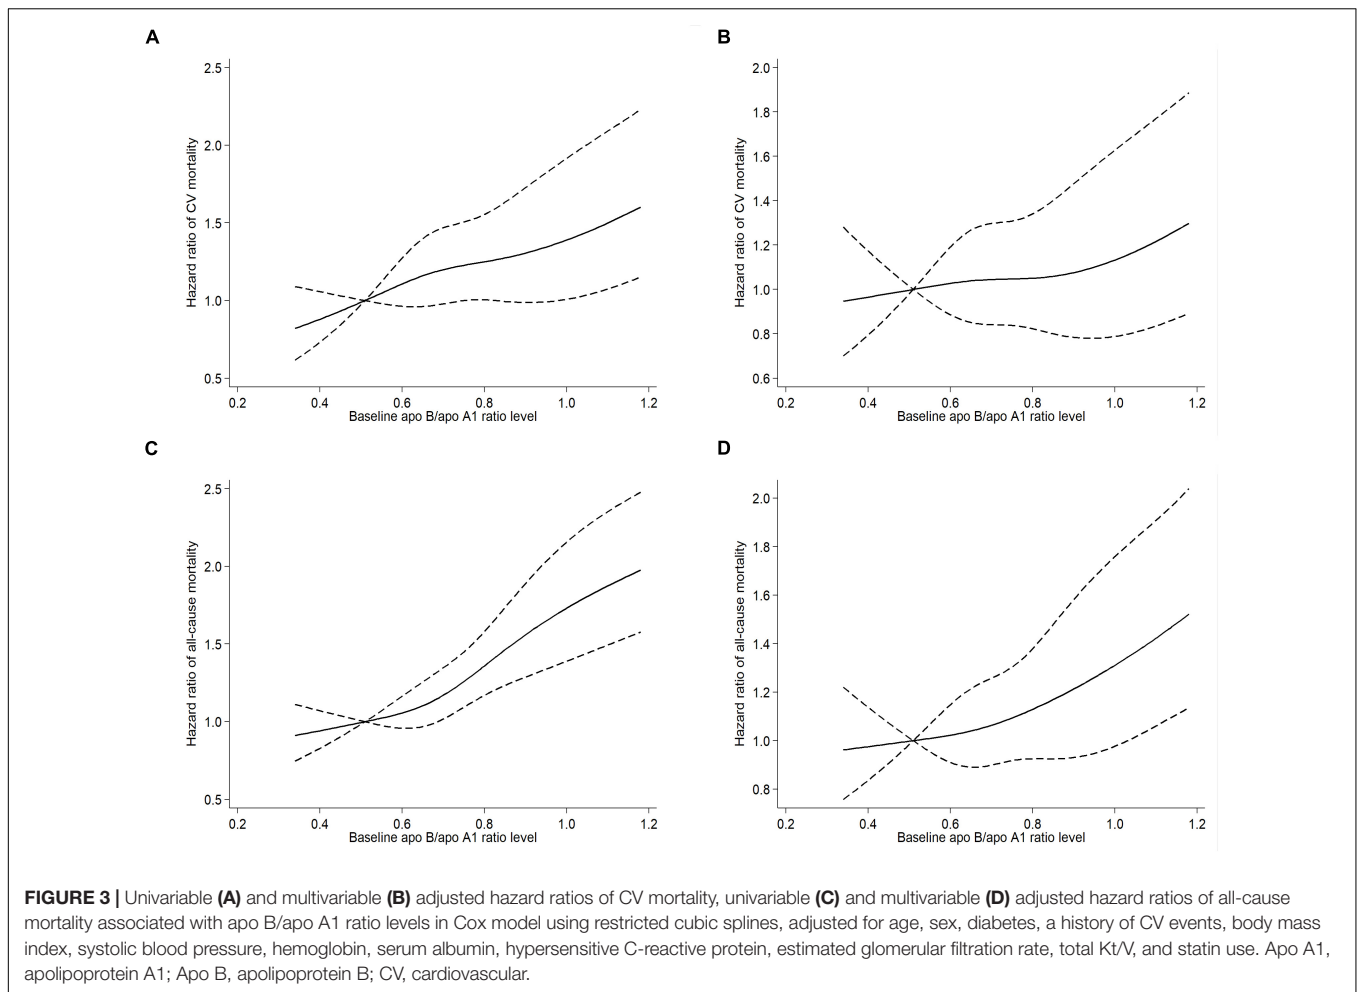 A
B
2.5
2.0
1.5
1.0
0.5
Hazard ratio of CV mortality
0.2 0.4 0.6 0.8 1.0 1.2
Baseline apo B/apo A1 ratio level
2.0
1.8
1.6
1.4
1.2
1.0
0.8
0.6
Hazard ratio of CV mortality
0.2 0.4 0.6 0.8 1.0 1.2
Baseline apo B/apo A1 ratio level
C
D
2.5
2.0
1.5
1.0
0.5
Hazard ratio of all-cause mortality
0.2 0.4 0.6 0.8 1.0 1.2
Baseline apo B/apo A1 ratio level
2.0
1.8
1.6
1.4
1.2
1.0
0.8
Hazard ratio of all-cause mortality
0.2 0.4 0.6 0.8 1.0 1.2
Baseline apo B/apo A1 ratio level
FIGURE 3 | Univariable (A) and multivariable (B) adjusted hazard ratios of CV mortality, univariable (C) and multivariable (D) adjusted hazard ratios of all-cause
mortality associated with apo B/apo A1 ratio levels in Cox model using restricted cubic splines, adjusted for age, sex, diabetes, a history of CV events, body mass
index, systolic blood pressure, hemoglobin, serum albumin, hypersensitive C-reactive protein, estimated glomerular filtration rate, total Kt/V, and statin use. Apo A1,
apolipoprotein A1; Apo B, apolipoprotein B; CV, cardiovascular.